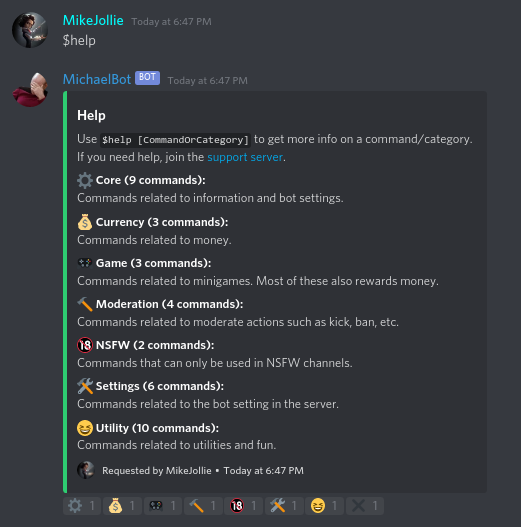 MikeJollie Today at 6:47 PM
$help
MichaelBot BOT Today at 6:47 PM
Help
Use $help [CommandOrCategory] to get more info on a command/category.
If you need help, join the support server.
Core (9 commands):
Commands related to information and bot settings.
Currency (3 commands):
Commands related to money.
Game (3 commands):
Commands related to minigames. Most of these also rewards money.
Moderation (4 commands):
Commands related to moderate actions such as kick, ban, etc.
🔞 NSFW (2 commands):
Commands that can only be used in NSFW channels.
Settings (6 commands):
Commands related to the bot setting in the server.
Utility (10 commands):
Commands related to utilities and fun.
Requested by MikeJollie • Today at 6:47 PM
1 1 1 1 🔞 1 1 1 1